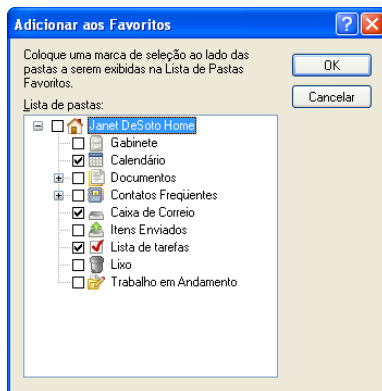 Adicionar aos Favoritos
Coloque uma marca de seleção ao lado das
pastas a serem exibidas na Lista de Pastas
Favoritos.
OK
Cancelar
Lista de pastas:
Janet DeSoto Home
Gabinete
Calendário
Documentos
Contatos Freqüentes
Caixa de Correio
Itens Enviados
Lista de tarefas
Lixo
Trabalho em Andamento